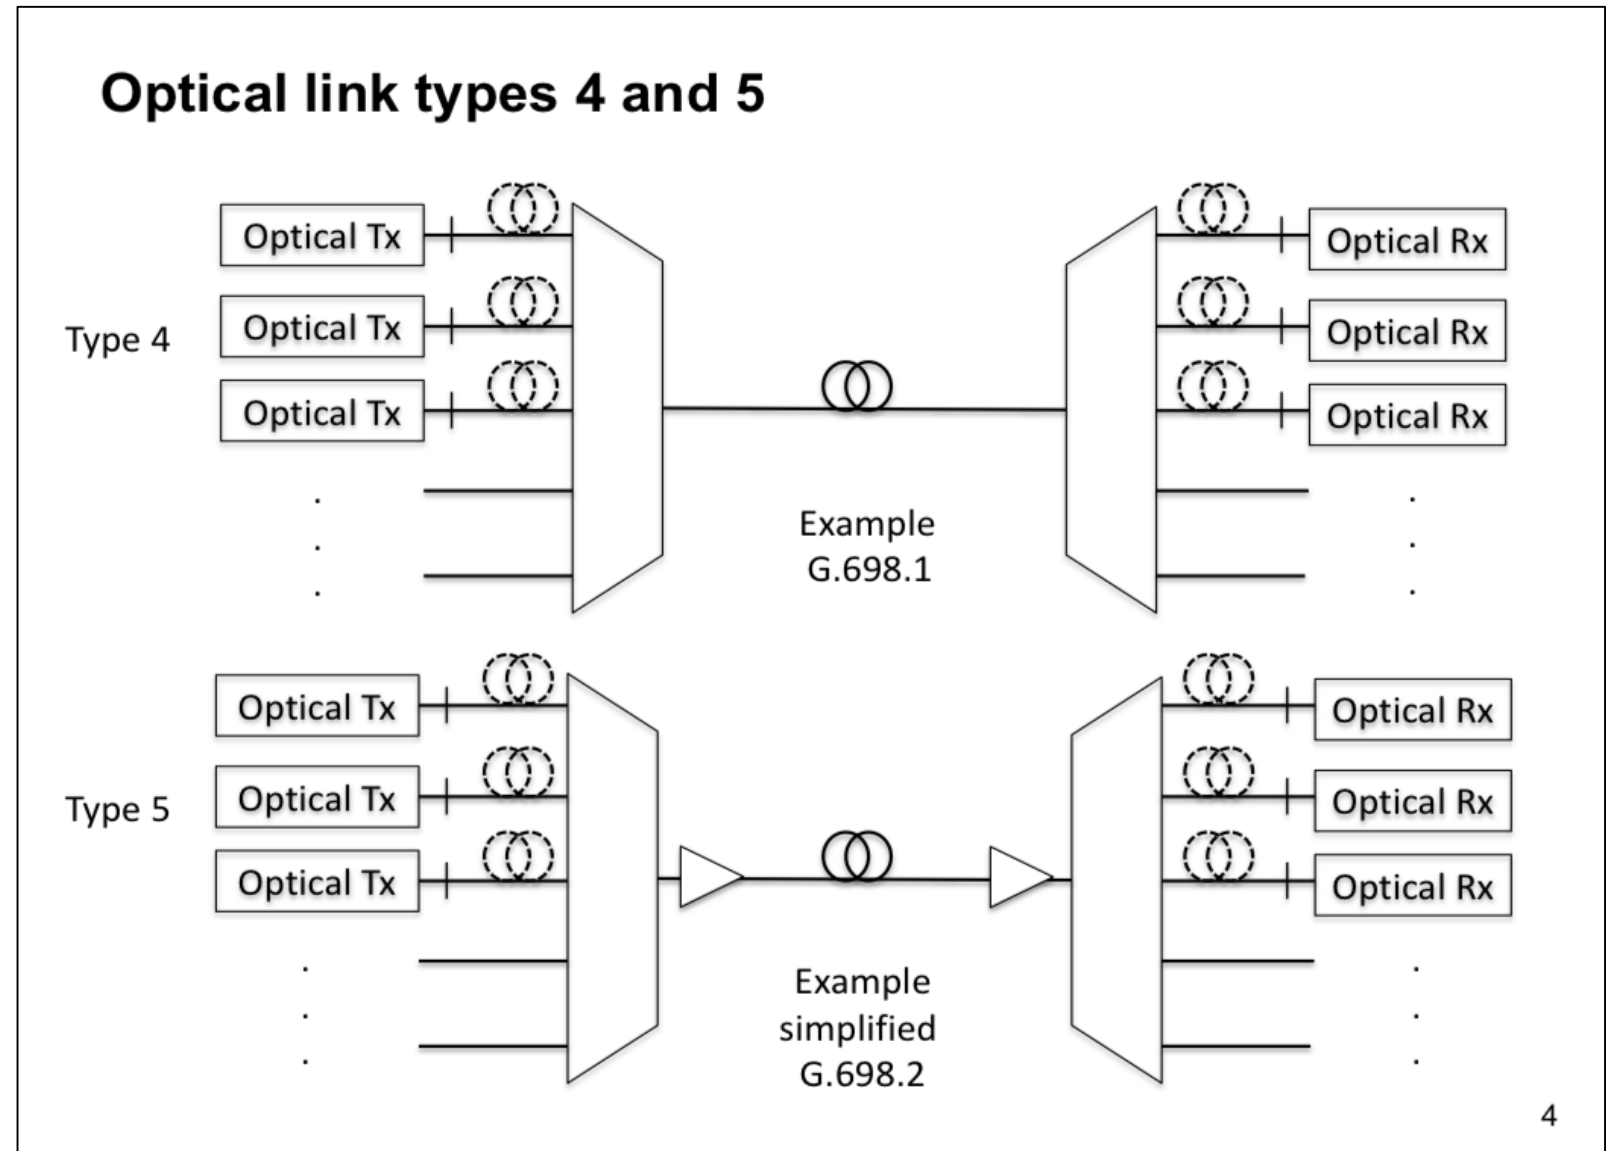 Optical link types 4 and 5
Optical Tx
Optical Rx
Optical Tx
Optical Rx
Type 4
Optical Tx
Optical Rx
.
.
.
.
.
.
Example
G.698.1
Optical Tx
Optical Rx
Optical Tx
Optical Rx
Type 5
Optical Tx
Optical Rx
.
.
.
.
.
.
Example
simplified
G.698.2
4